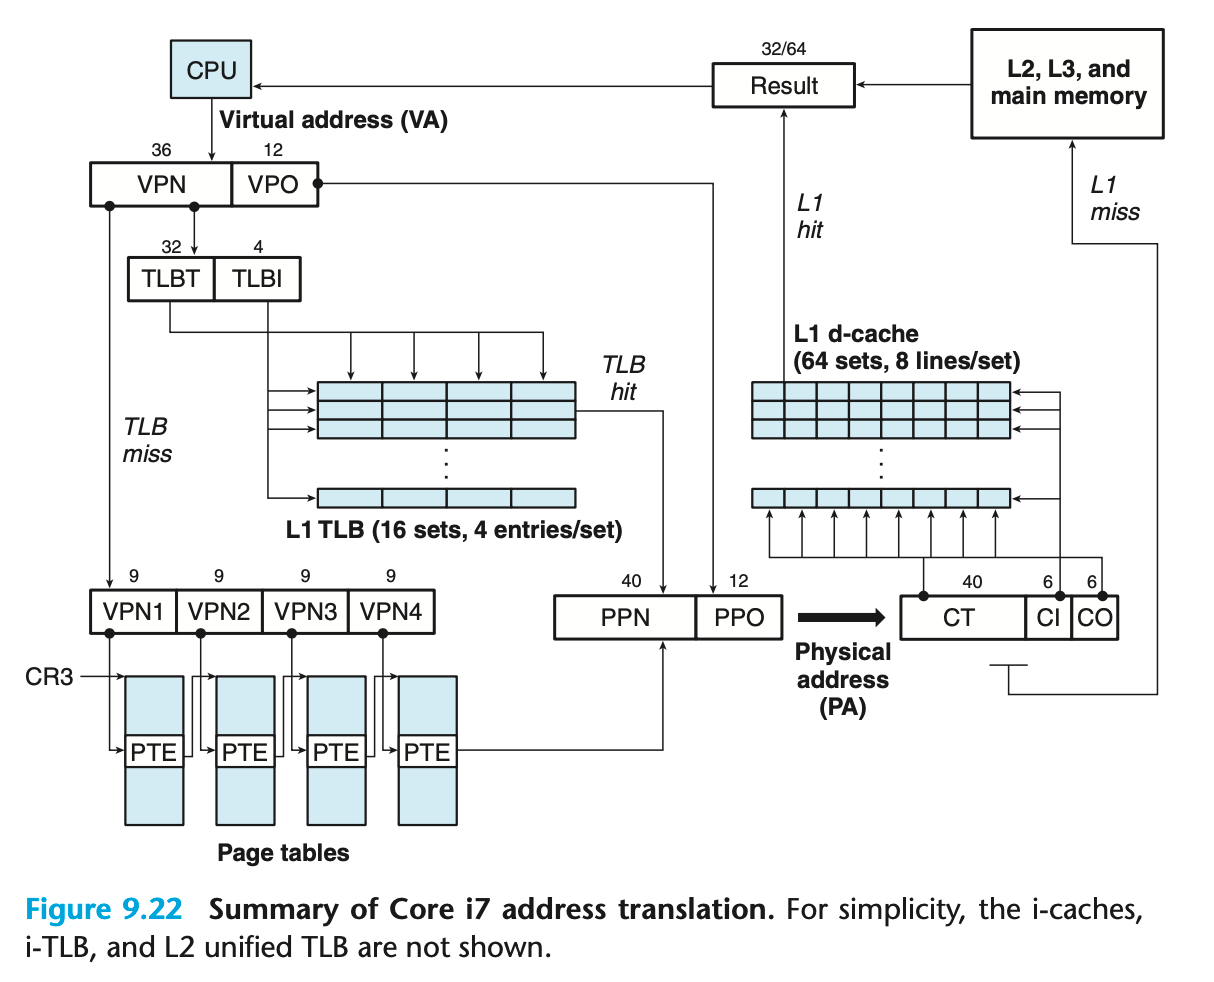 CPU
32/64
Result
L2, L3, and
main memory
Virtual address (VA)
36
12
VPN
VPO
L1
hit
L1
miss
32
4
TLBT
TLBI
TLB
hit
L1 d-cache
(64 sets, 8 lines/set)
TLB
miss
L1 TLB (16 sets, 4 entries/set)
9
9
9
9
VPN1
VPN2
VPN3
VPN4
40
12
PPN
PPO
40
6
6
CT
CI
CO
Physical
address
(PA)
CR3
PTE
PTE
PTE
PTE
Page tables
Figure 9.22 Summary of Core i7 address translation. For simplicity, the i-caches,
i-TLB, and L2 unified TLB are not shown.